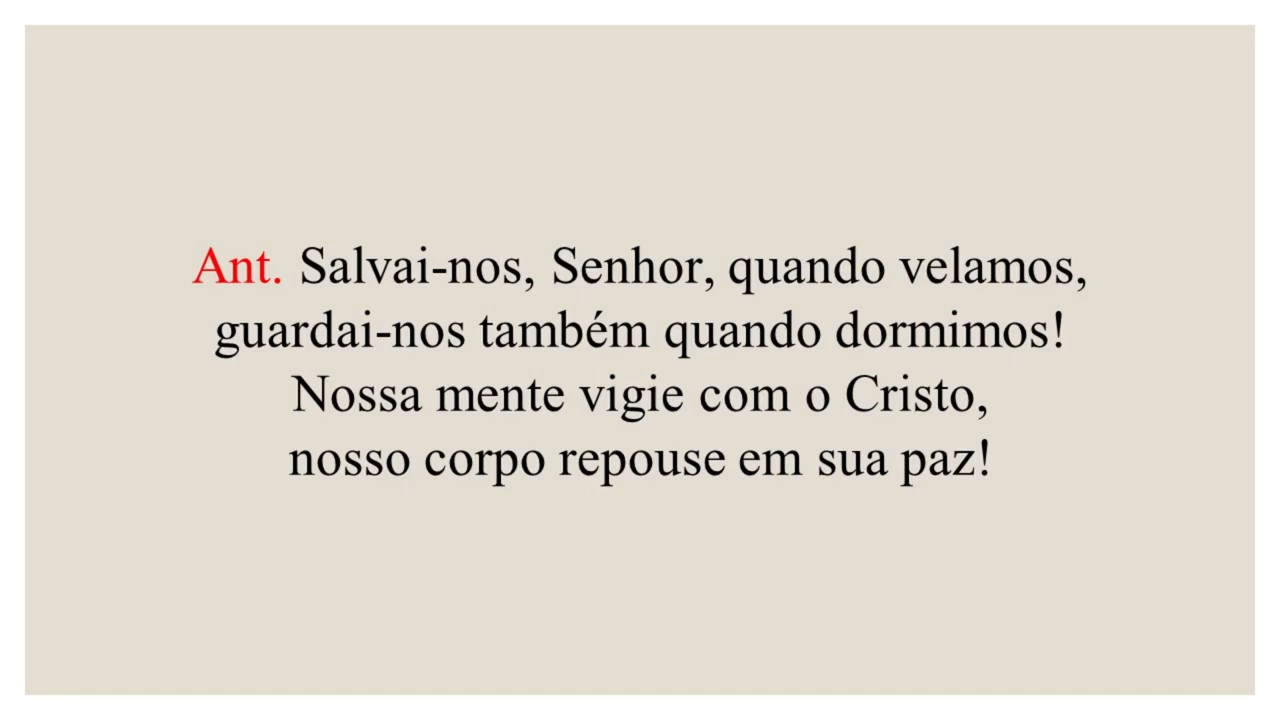 Ant. Salvai-nos, Senhor, quando velamos,
guardai-nos também quando dormimos!
Nossa mente vigie com o Cristo,
nosso corpo repouse em sua paz!